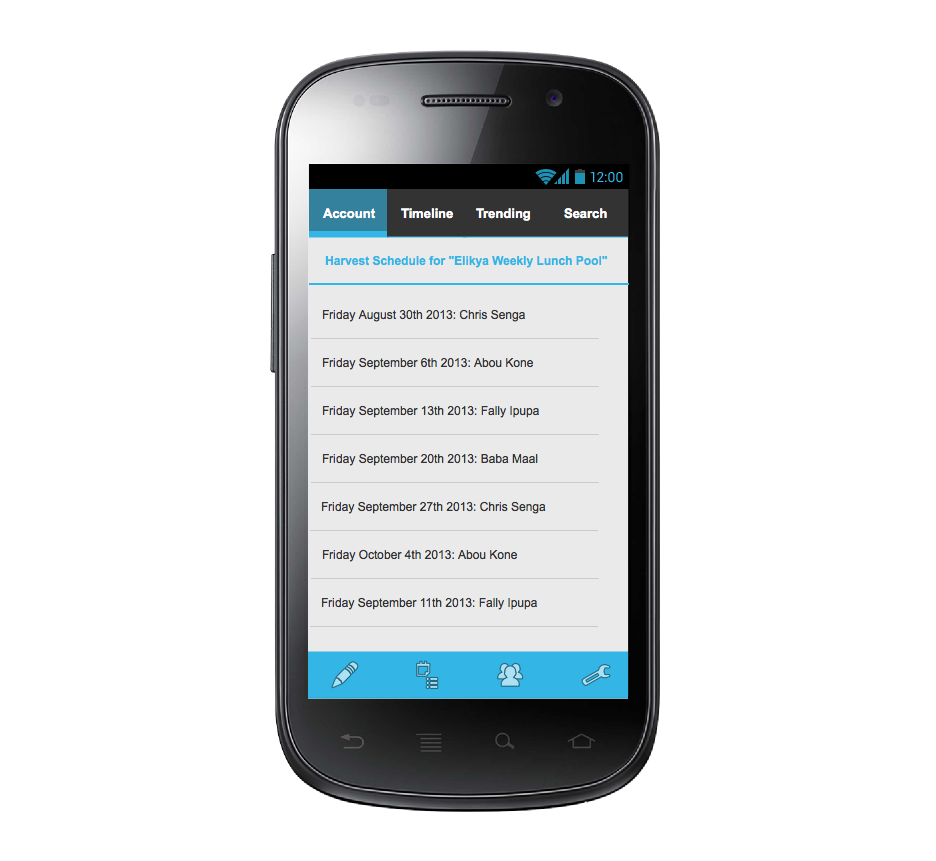 12:00
Account Timeline Trending Search
Harvest Schedule for "Elikya Weekly Lunch Pool"
Friday August 30th 2013: Chris Senga
Friday September 6th 2013: Abou Kone
Friday September 13th 2013: Fally Ipupa
Friday September 20th 2013: Baba Maal
Friday September 27th 2013: Chris Senga
Friday October 4th 2013: Abou Kone
Friday September 11th 2013: Fally Ipupa